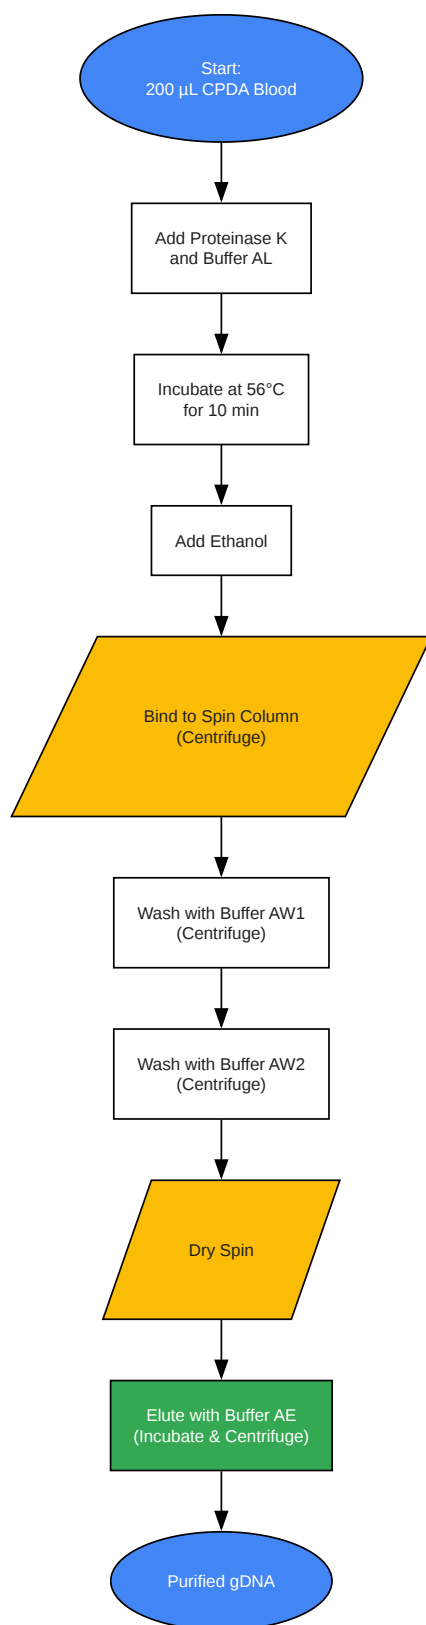 Start:
200 µL CPDA Blood
Add Proteinase K
and Buffer AL
Incubate at 56°C
for 10 min
Add Ethanol
Bind to Spin Column
(Centrifuge)
Wash with Buffer AW1
(Centrifuge)
Wash with Buffer AW2
(Centrifuge)
Dry Spin
Elute with Buffer AE
(Incubate & Centrifuge)
Purified gDNA